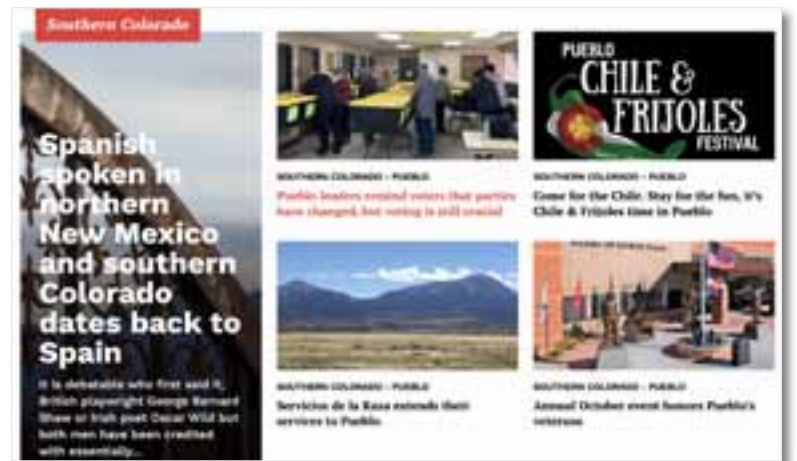 Southern Colorado
Spanish
spoken in
northern
New Mexico
and southern
Colorado
dates back to
Spain
It is debatable who first said it,
British playwright George Bernard
Shaw or Irish poet Oscar Wild but
both men have been credited
with essentially...
SOUTHERN COLORADO - PUEBLO
Pueblo leaders remind voters that parties
have changed, but voting is still crucial
PUEBLO
CHILE &
FRIJOLES
FESTIVAL
SOUTHERN COLORADO - PUEBLO
Come for the Chile. Stay for the fun, it's
Chile & Frijoles time in Pueblo
SOUTHERN COLORADO - PUEBLO
Servicios de la Raza extends their
services to Pueblo
SOUTHERN COLORADO - PUEBLO
Annual October event honors Pueblo's
veterans